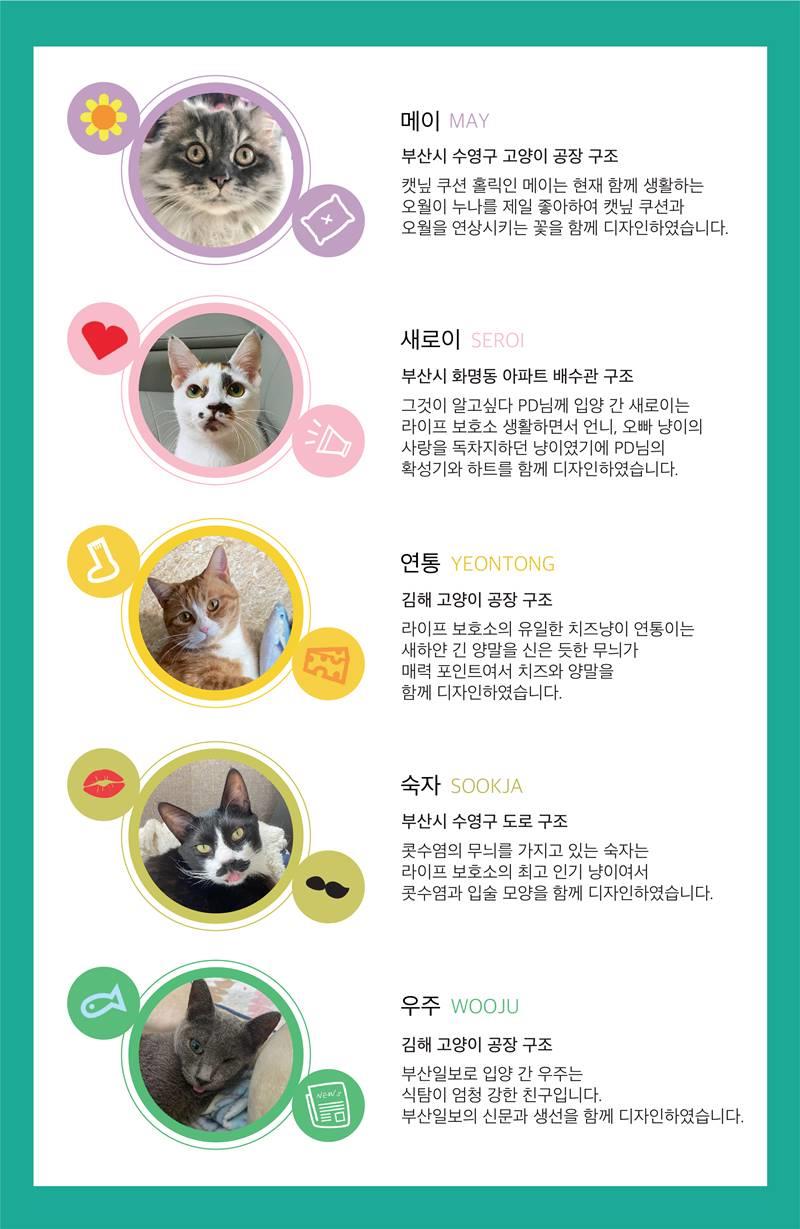 메이 MAY
부산시 수영구 고양이 공장 구조
캣닢 쿠션 홀릭인 메이는 현재 함께 생활하는
오월이 누나를 제일 좋아하여 캣닢 쿠션과
오월을 연상시키는 꽃을 함께 디자인하였습니다.
새로이 SEROI
부산시 화명동 아파트 배수관 구조
그것이 알고싶다 PD님께 입양 간 새로이는
라이프 보호소 생활하면서 언니, 오빠 냥이의
사랑을 독차지하던 냥이였기에 PD님의
확성기와 하트를 함께 디자인하였습니다.
연통 YEONTONG
김해 고양이 공장 구조
라이프 보호소의 유일한 치즈냥이 연통이는
새하얀 긴 양말을 신은 듯한 무늬가
매력 포인트여서 치즈와 양말을
함께 디자인하였습니다.
숙자 SOOKJA
부산시 수영구 도로 구조
콧수염의 무늬를 가지고 있는 숙자는
라이프 보호소의 최고 인기 냥이여서
콧수염과 입술 모양을 함께 디자인하였습니다.
우주 WOOJU
김해 고양이 공장 구조
부산일보로 입양 간 우주는
식탐이 엄청 강한 친구입니다.
부산일보의 신문과 생선을 함께 디자인하였습니다.
NEWS